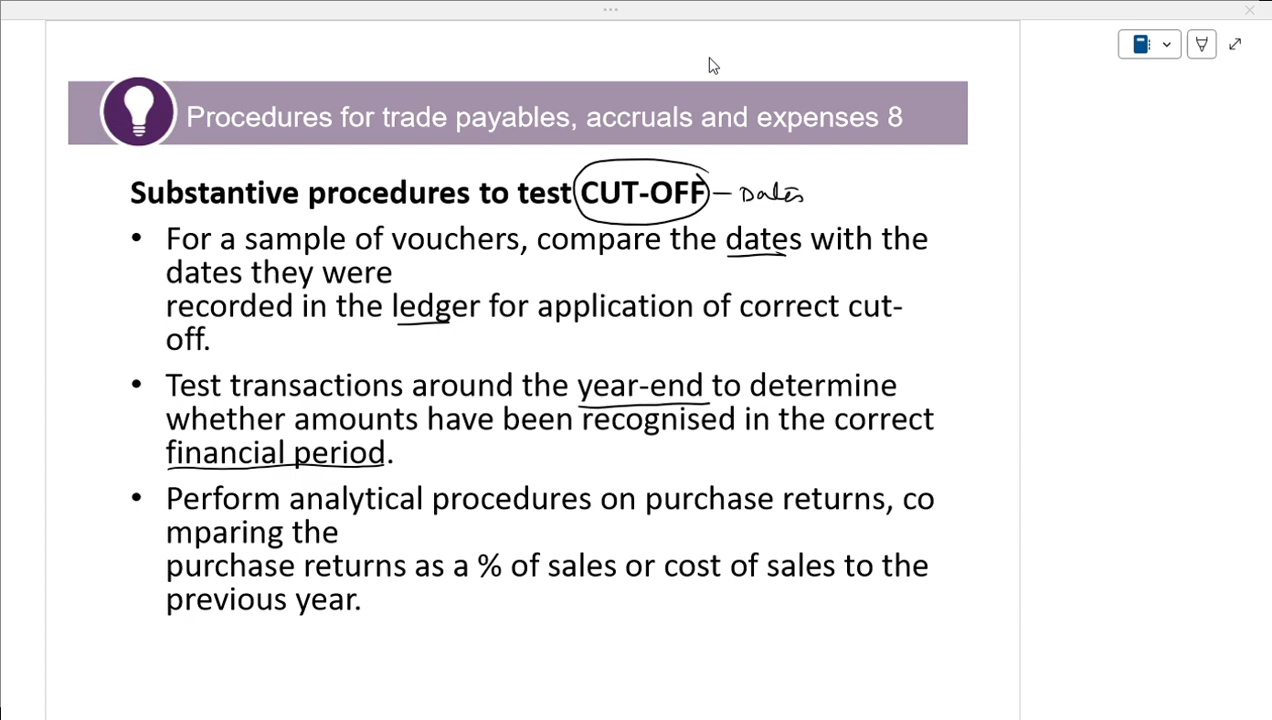 Procedures for trade payables, accruals and expenses 8
Substantive procedures to test CUT-OFF – Dates
• For a sample of vouchers, compare the dates with the
dates they were
recorded in the ledger for application of correct cut-
off.
• Test transactions around the year-end to determine
whether amounts have been recognised in the correct
financial period.
• Perform analytical procedures on purchase returns, co
mparing the
purchase returns as a % of sales or cost of sales to the
previous year.